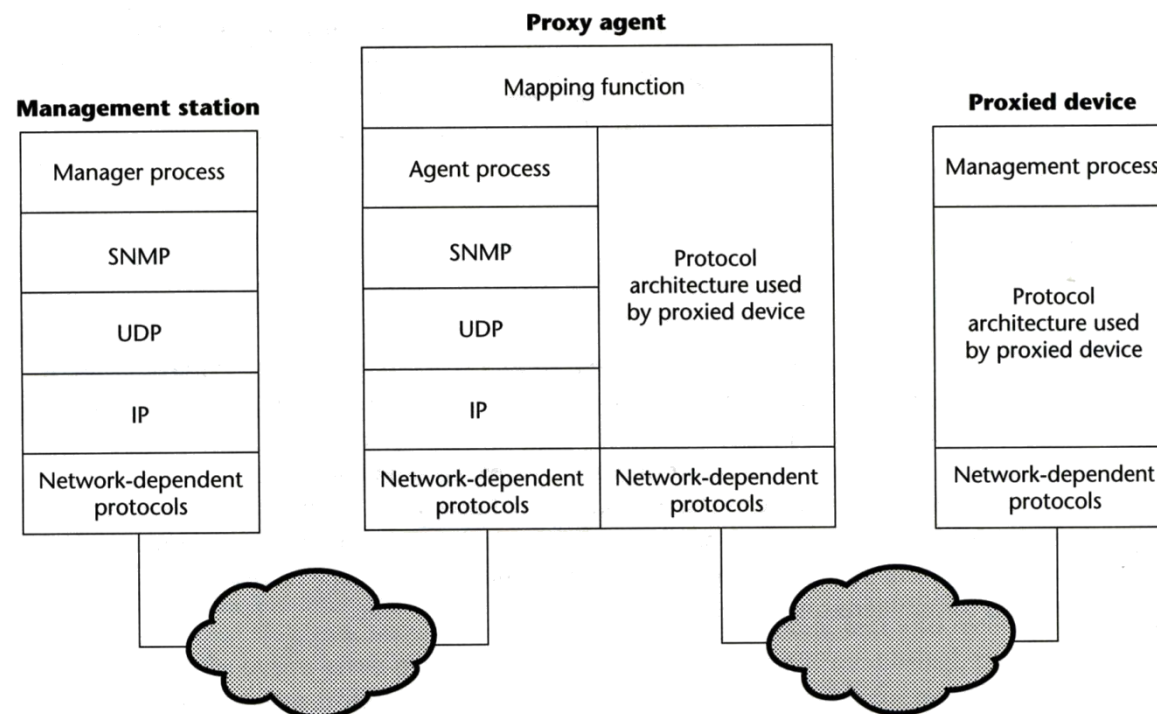 Proxy agent
Mapping function
Management station
Manager process
SNMP
UDP
IP
Network-dependent
protocols
Agent process
SNMP
UDP
IP
Network-dependent
protocols
Protocol
architecture used
by proxied device
Network-dependent
protocols
Proxied device
Management process
Protocol
architecture used
by proxied device
Network-dependent
protocols